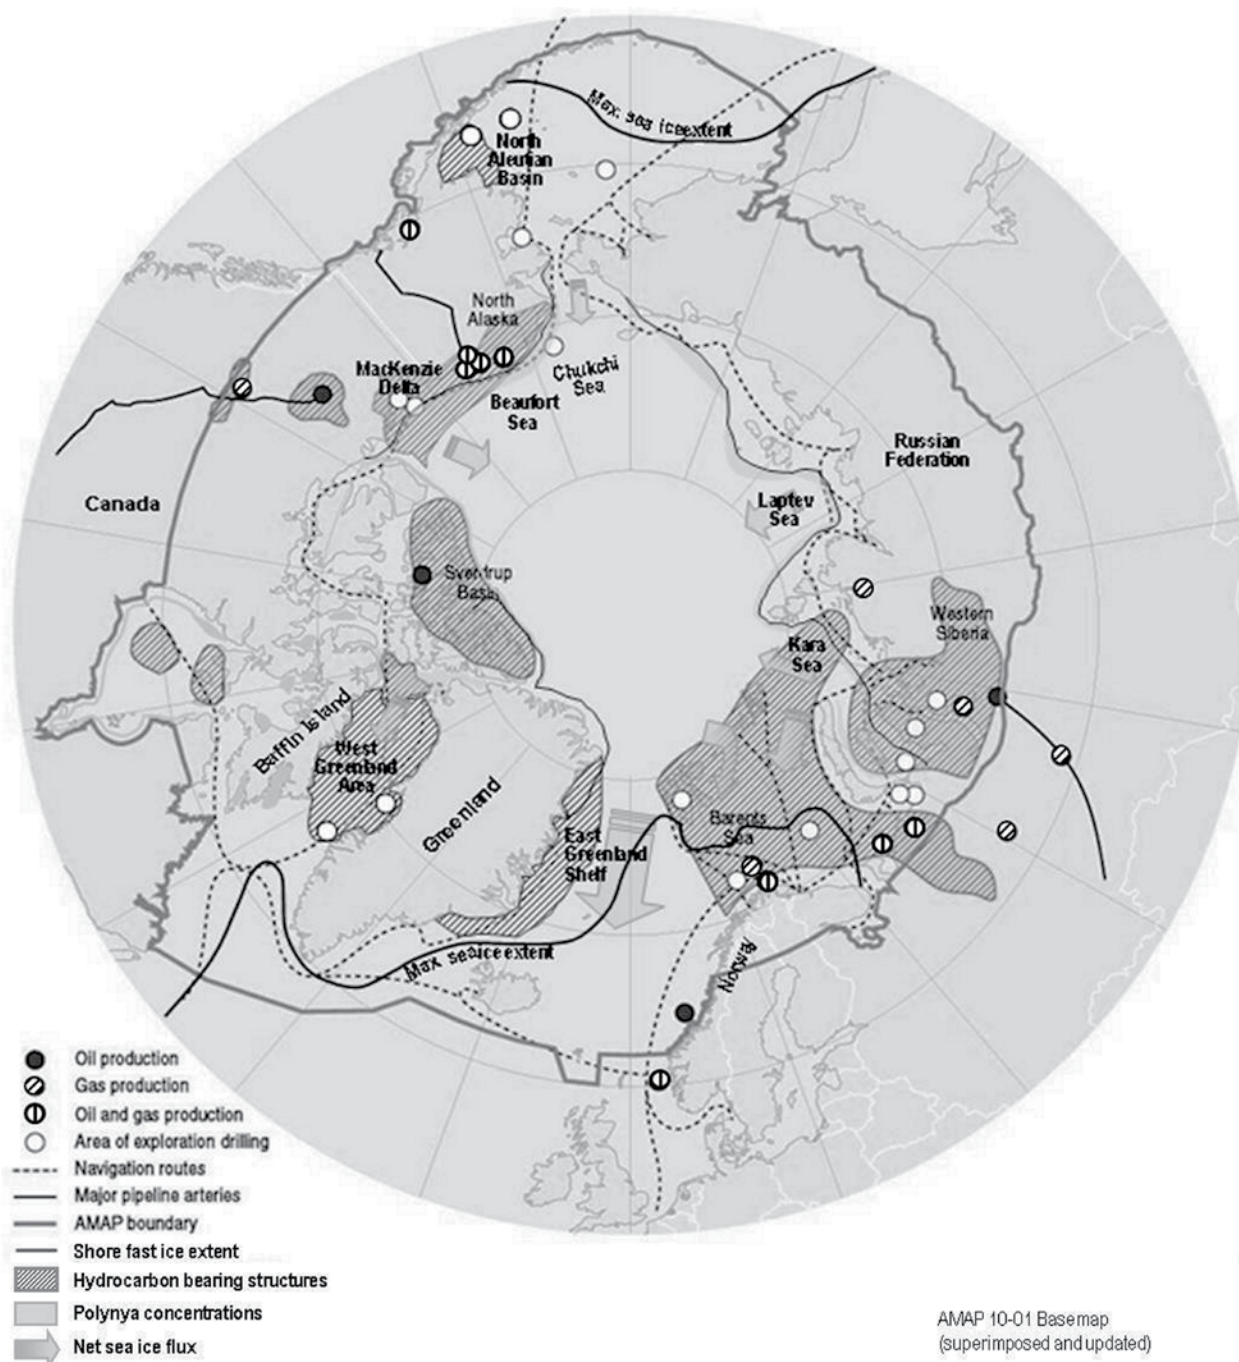 Max. sea ice extent
North
Aleutian
Basin
North
Alaska
MacKenzie
Delta
Chukchi
Sea
Beaufort
Sea
Russian
Federation
Canada
Laptev
Sea
Sverdrup
Basin
Western
Siberia
Kara
Sea
Baffin Island
West
Greenland
Area
Greenland
Barents
Sea
East
Greenland
Shelf
Max. sea ice extent
Norway
Oil production
Gas production
Oil and gas production
Area of exploration drilling
Navigation routes
Major pipeline arteries
AMAP boundary
Shore fast ice extent
Hydrocarbon bearing structures
Polynya concentrations
Net sea ice flux
AMAP 10-01 Basemap
(superimposed and updated)